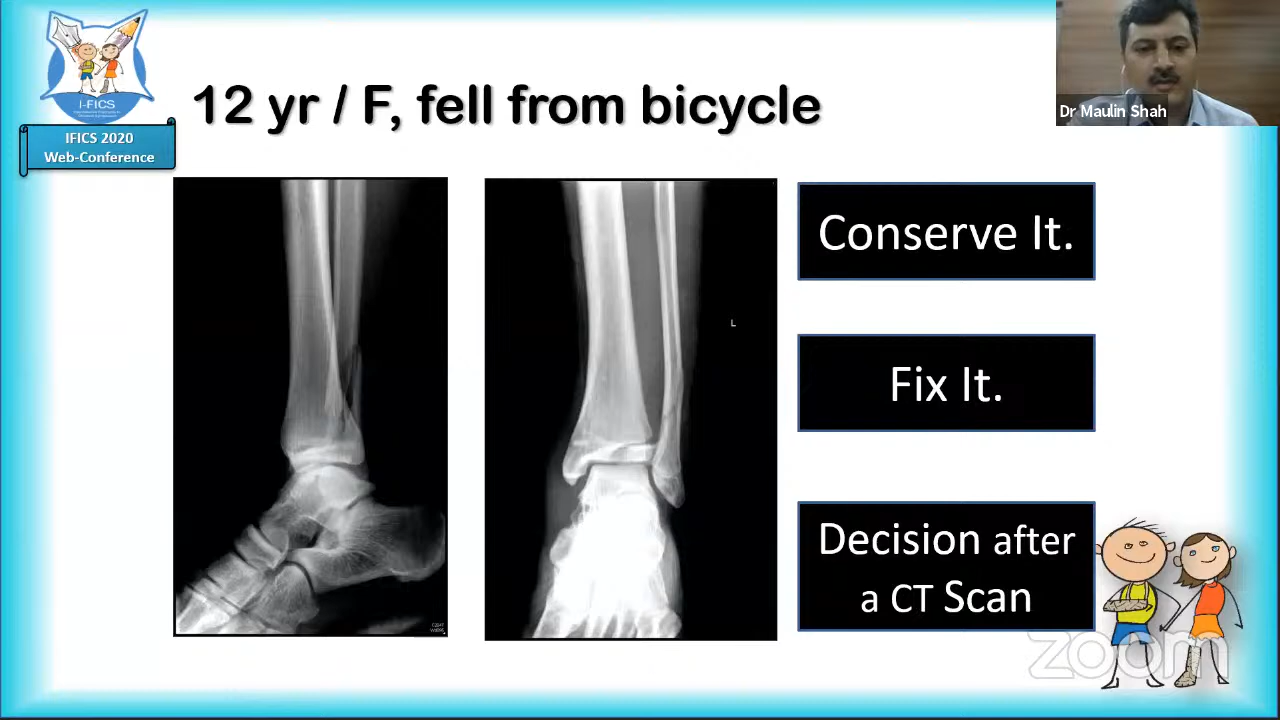 I-FICS
IFICS 2020
Web-Conference
12 yr / F, fell from bicycle
Dr Maulin Shah
L
Conserve It.
Fix It.
Decision after
a CT Scan
zoom